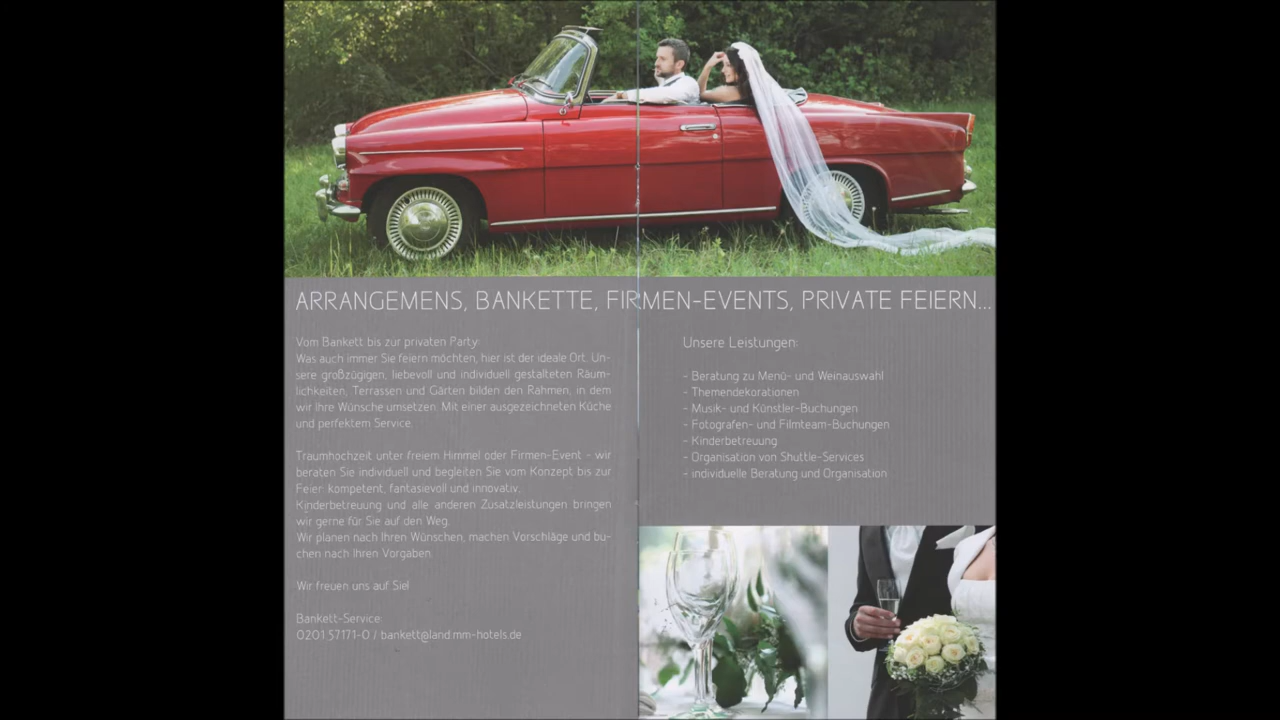 ARRANGEMENS, BANKETTE, FIRMEN-EVENTS, PRIVATE FEIERN...
Vom Bankett bis zur privaten Party:
Was auch immer Sie feiern möchten, hier ist der ideale Ort. Un-
sere großzügigen, liebevoll und individuell gestalteten Räum-
lichkeiten, Terrassen und Gärten bilden den Rahmen, in dem
wir Ihre Wünsche umsetzen. Mit einer ausgezeichneten Küche
und perfektem Service.
Traumhochzeit unter freiem Himmel oder Firmen-Event - wir
beraten Sie individuell und begleiten Sie vom Konzept bis zur
Feier: kompetent, fantasievoll und innovativ.
Kinderbetreuung und alle anderen Zusatzleistungen bringen
wir gerne für Sie auf den Weg.
Wir planen nach Ihren Wünschen, machen Vorschläge und bu-
chen nach Ihren Vorgaben.
Wir freuen uns auf Sie!
Bankett-Service:
0201.57171-0 / bankett@land.mm-hotels.de
Unsere Leistungen:
- Beratung zu Menü- und Weinauswahl
- Themendekorationen
- Musik- und Künstler-Buchungen
- Fotografen- und Filmteam-Buchungen
- Kinderbetreuung
- Organisation von Shuttle-Services
- individuelle Beratung und Organisation